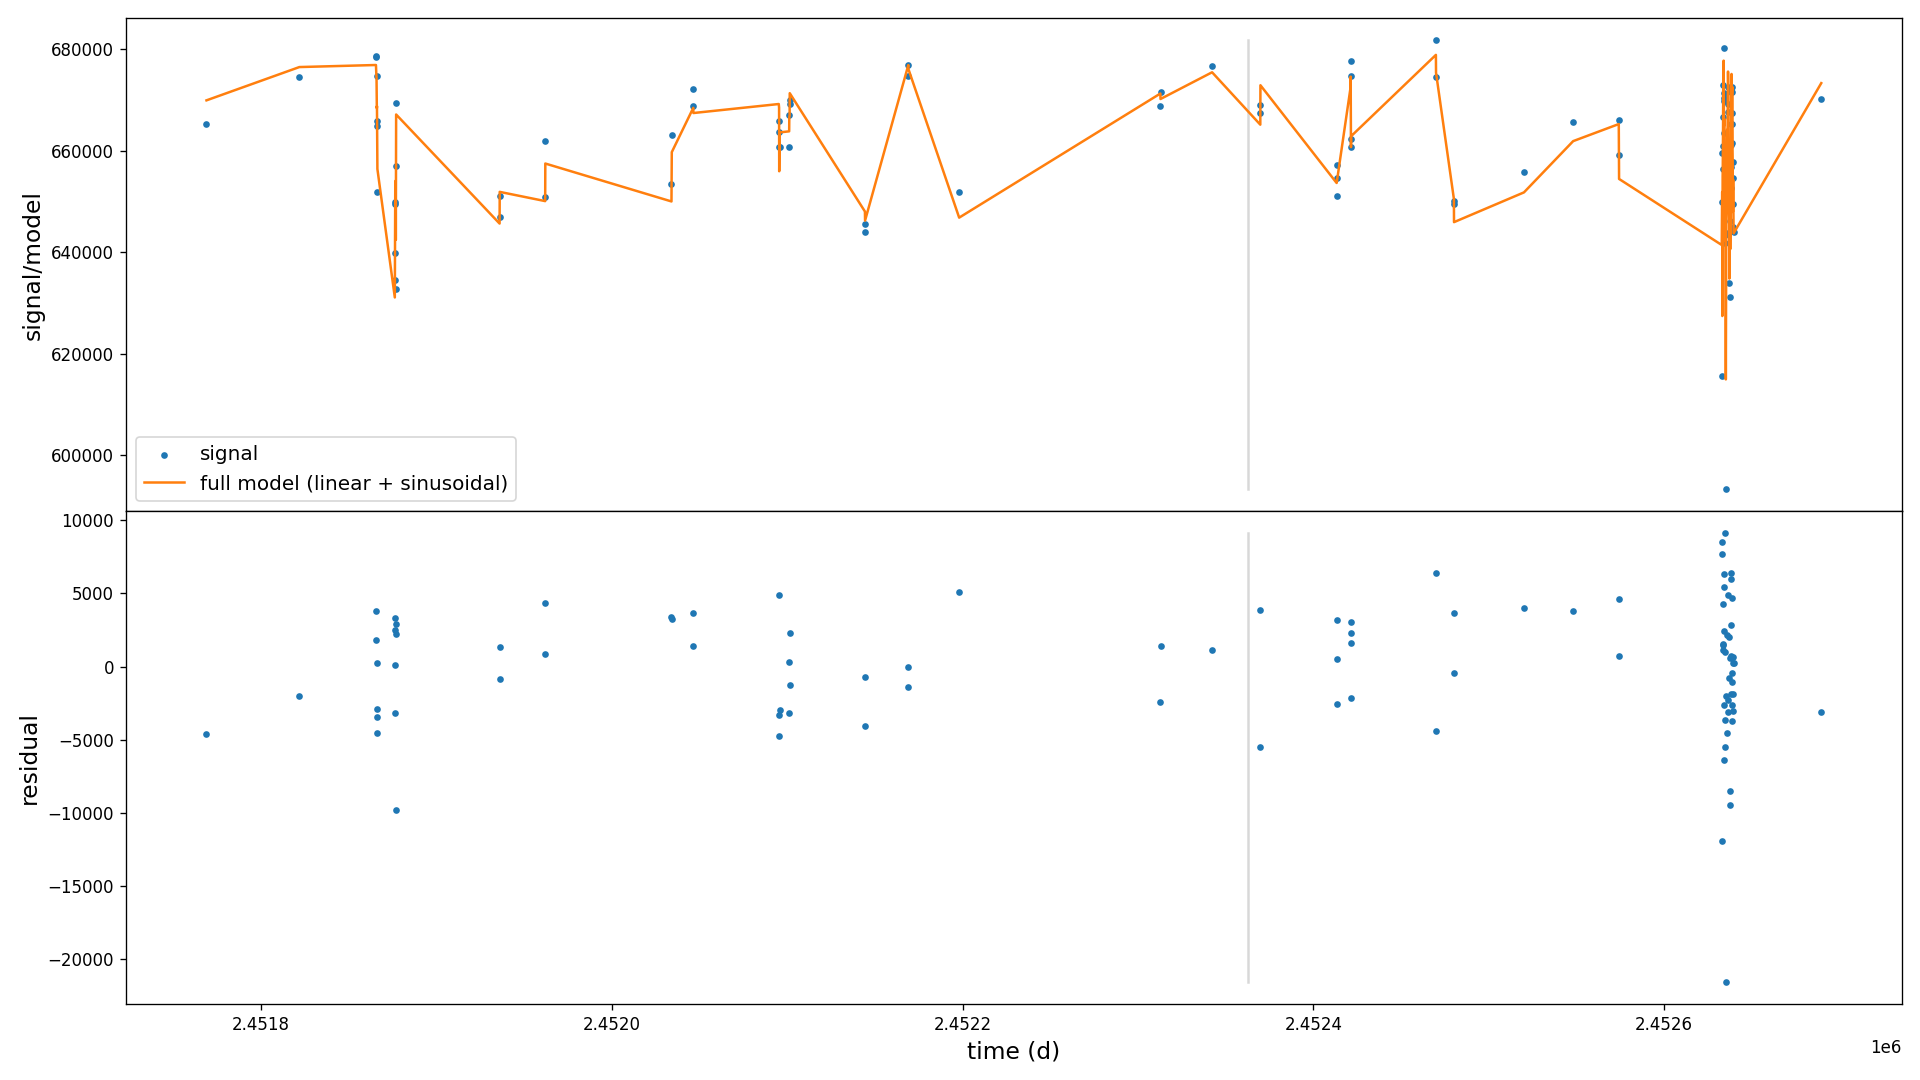 680000
660000
640000
620000
600000
signal/model
signal
full model (linear + sinusoidal)
10000
5000
0
−5000
−10000
−15000
−20000
residual
2.4518
2.4520
2.4522
2.4524
2.4526
1e6
time (d)